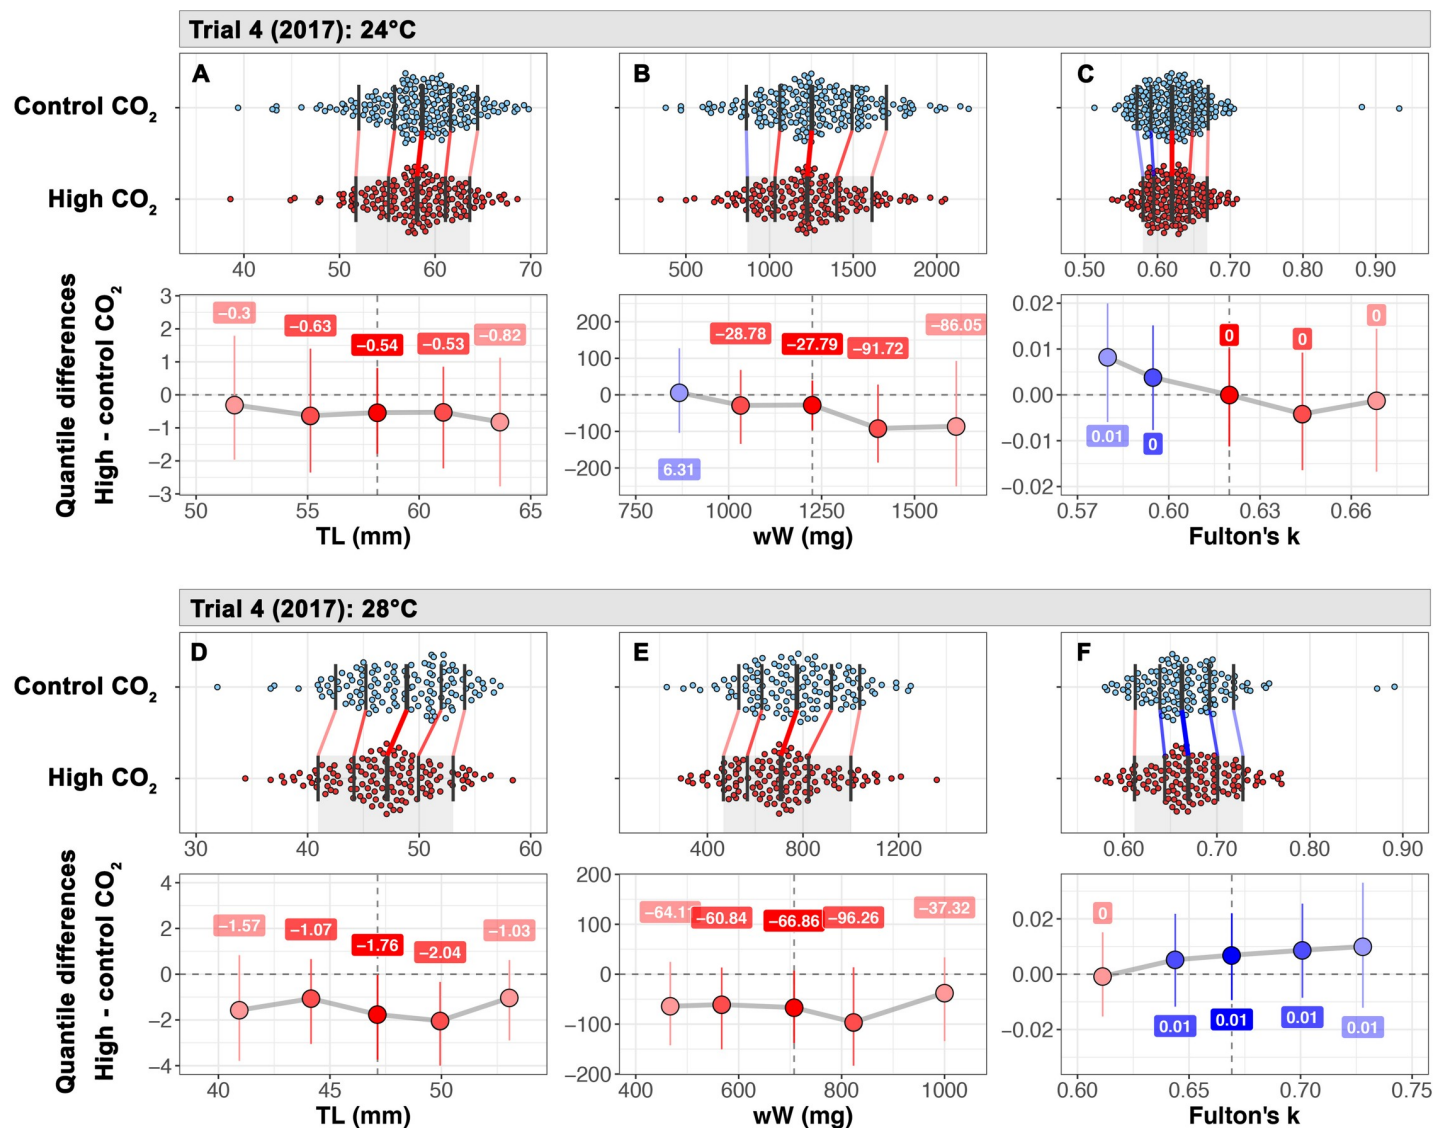 Trial 4 (2017): 24°C
A
B
C
Control CO₂
High CO₂
40 50 60 70
500 1000 1500 2000
0.50 0.60 0.70 0.80 0.90
Quantile differences
High - control CO₂
3
2
1
0
−1
−2
−3
−0.3
−0.63
−0.54
−0.53
−0.82
50 55 60 65
TL (mm)
200
100
0
−100
−200
6.31
−28.78
−27.79
−91.72
−86.05
750 1000 1250 1500
wW (mg)
0.02
0.01
0.00
−0.01
−0.02
0.01
0
0
0
0
0.57 0.60 0.63 0.66
Fulton's k
Trial 4 (2017): 28°C
D
E
F
Control CO₂
High CO₂
30 40 50 60
400 800 1200
0.60 0.70 0.80 0.90
Quantile differences
High - control CO₂
4
2
0
−2
−4
−1.57
−1.07
−1.76
−2.04
−1.03
40 45 50
TL (mm)
200
100
0
−100
−200
−64.1
−60.84
−66.86
−96.26
−37.32
400 600 800 1000
wW (mg)
0.02
0.00
−0.02
0
0.01
0.01
0.01
0.01
0.60 0.65 0.70 0.75
Fulton's k